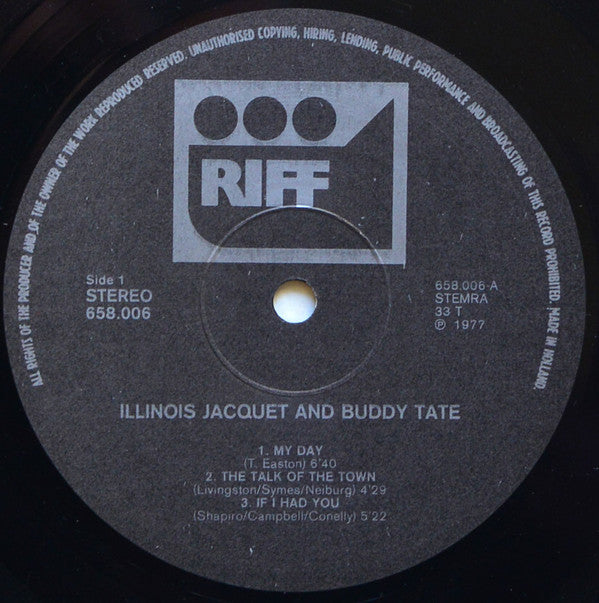 ALL RIGHTS OF THE PRODUCER AND OF THE OWNER OF THE WORK REPRODUCED RESERVED. UNAUTHORISED COPYING, HIRING, LENDING, PUBLIC PERFORMANCE AND BROADCASTING OF THIS RECORD PROHIBITED. MADE IN HOLLAND.
RIFF
Side 1
STEREO
658.006
658.006-A
STEMRA
33 T
℗ 1977
ILLINOIS JACQUET AND BUDDY TATE
1. MY DAY
(T. Easton) 6'40
2. THE TALK OF THE TOWN
(Livingston/Symes/Neiburg) 4'29
3. IF I HAD YOU
(Shapiro/Campbell/Conelly) 5'22